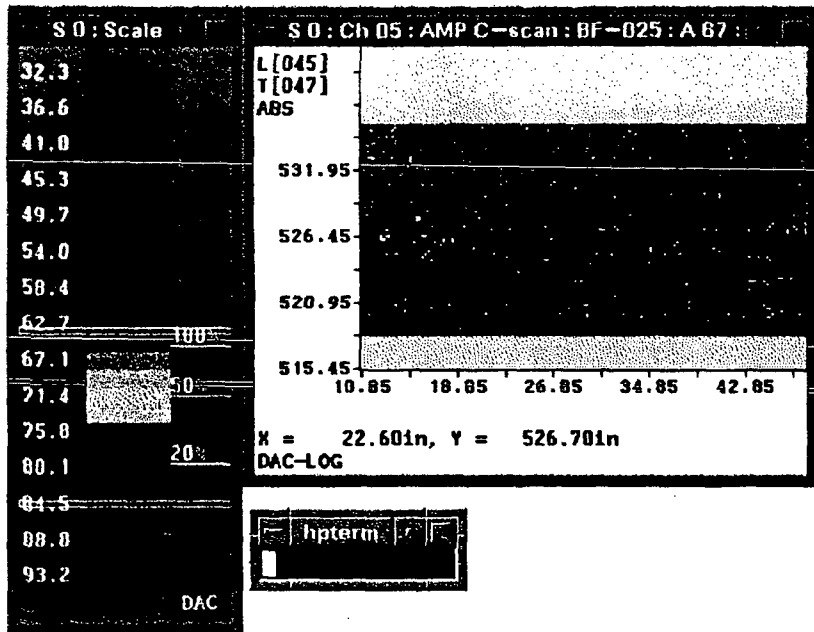 S 0 : Scale
32.3
36.6
41.0
45.3
49.7
54.0
58.4
62.7
100%
67.1
50%
71.4
75.8
20%
80.1
84.5
88.8
93.2
DAC
S 0 : Ch 05 : AMP C-scan : BF-025 : A 67 :
L[045]
T[047]
ABS
531.95
526.45
520.95
515.45
10.85 18.85 26.85 34.85 42.85
X = 22.60in, Y = 526.70in
DAC-LOG
hpterm